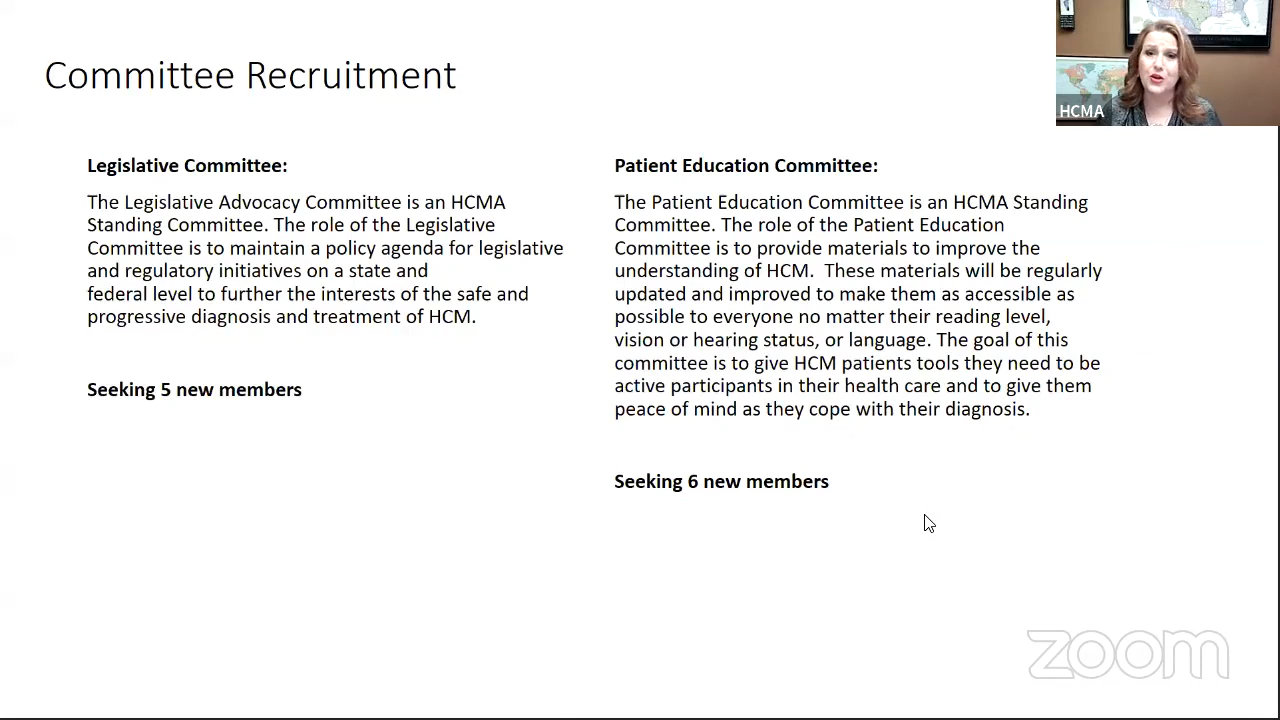 Committee Recruitment
HCMA
Legislative Committee:
The Legislative Advocacy Committee is an HCMA
Standing Committee. The role of the Legislative
Committee is to maintain a policy agenda for legislative
and regulatory initiatives on a state and
federal level to further the interests of the safe and
progressive diagnosis and treatment of HCM.
Seeking 5 new members
Patient Education Committee:
The Patient Education Committee is an HCMA Standing
Committee. The role of the Patient Education
Committee is to provide materials to improve the
understanding of HCM.  These materials will be regularly
updated and improved to make them as accessible as
possible to everyone no matter their reading level,
vision or hearing status, or language. The goal of this
committee is to give HCM patients tools they need to be
active participants in their health care and to give them
peace of mind as they cope with their diagnosis.
Seeking 6 new members
zoom